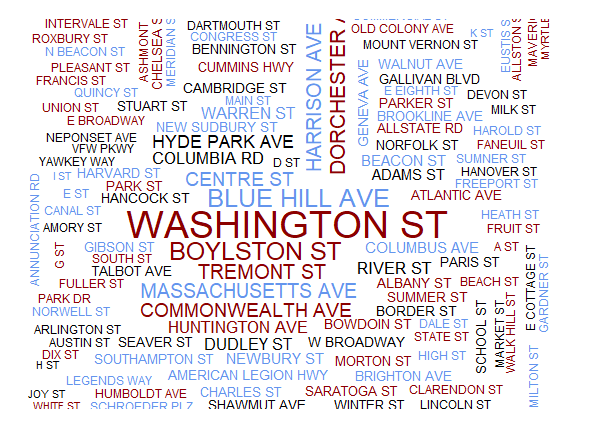 INTERVALE ST
DARTMOUTH ST
OLD COLONY AVE
K ST
ROXBURY ST
CONGRESS ST
MOUNT VERNON ST
N BEACON ST
BENNINGTON ST
WALNUT AVE
PLEASANT ST
CUMMINS HWY
GALLIVAN BLVD
FRANCIS ST
CAMBRIDGE ST
E EIGHTH ST
DEVON ST
QUINCY ST
MAIN ST
PARKER ST
UNION ST
STUART ST
WARREN ST
BROOKLINE AVE
MILK ST
E BROADWAY
NEW SUDBURY ST
ALLSTATE RD
HAROLD ST
NEPONSET AVE
HYDE PARK AVE
NORFOLK ST
FANEUIL ST
VFW PKWY
COLUMBIA RD
D ST
BEACON ST
SUMNER ST
YAWKEY WAY
ADAMS ST
HANOVER ST
I ST
HARVARD ST
CENTRE ST
FREEPORT ST
PARK ST
E ST
HANCOCK ST
BLUE HILL AVE
ATLANTIC AVE
CANAL ST
WASHINGTON ST
HEATH ST
AMORY ST
FRUIT ST
GIBSON ST
BOYLSTON ST
COLUMBUS AVE
A ST
SOUTH ST
TALBOT AVE
TREMONT ST
RIVER ST
PARIS ST
FULLER ST
MASSACHUSETTS AVE
ALBANY ST
BEACH ST
PARK DR
SUMMER ST
NORWELL ST
COMMONWEALTH AVE
BORDER ST
ARLINGTON ST
HUNTINGTON AVE
BOWDOIN ST
DALE ST
AUSTIN ST
SEAVER ST
DUDLEY ST
W BROADWAY
STATE ST
DIX ST
SOUTHAMPTON ST
NEWBURY ST
MORTON ST
HIGH ST
H ST
LEGENDS WAY
AMERICAN LEGION HWY
BRIGHTON AVE
JOY ST
HUMBOLDT AVE
CHARLES ST
SARATOGA ST
CLARENDON ST
WHITE ST
SCHROEDER PLZ
SHAWMUT AVE
WINTER ST
LINCOLN ST
ASHMONT
CHELSEA S
MERIDIAN S
HARRISON AVE
DORCHESTER A
GENEVA AVE
EUSTIS S
ALLSTON S
MAVERI
MYRTL
ANNUNCIATION RD
G ST
SCHOOL ST
MARKET ST
WALK HILL ST
E COTTAGE ST
GARDNER ST
MILTON ST